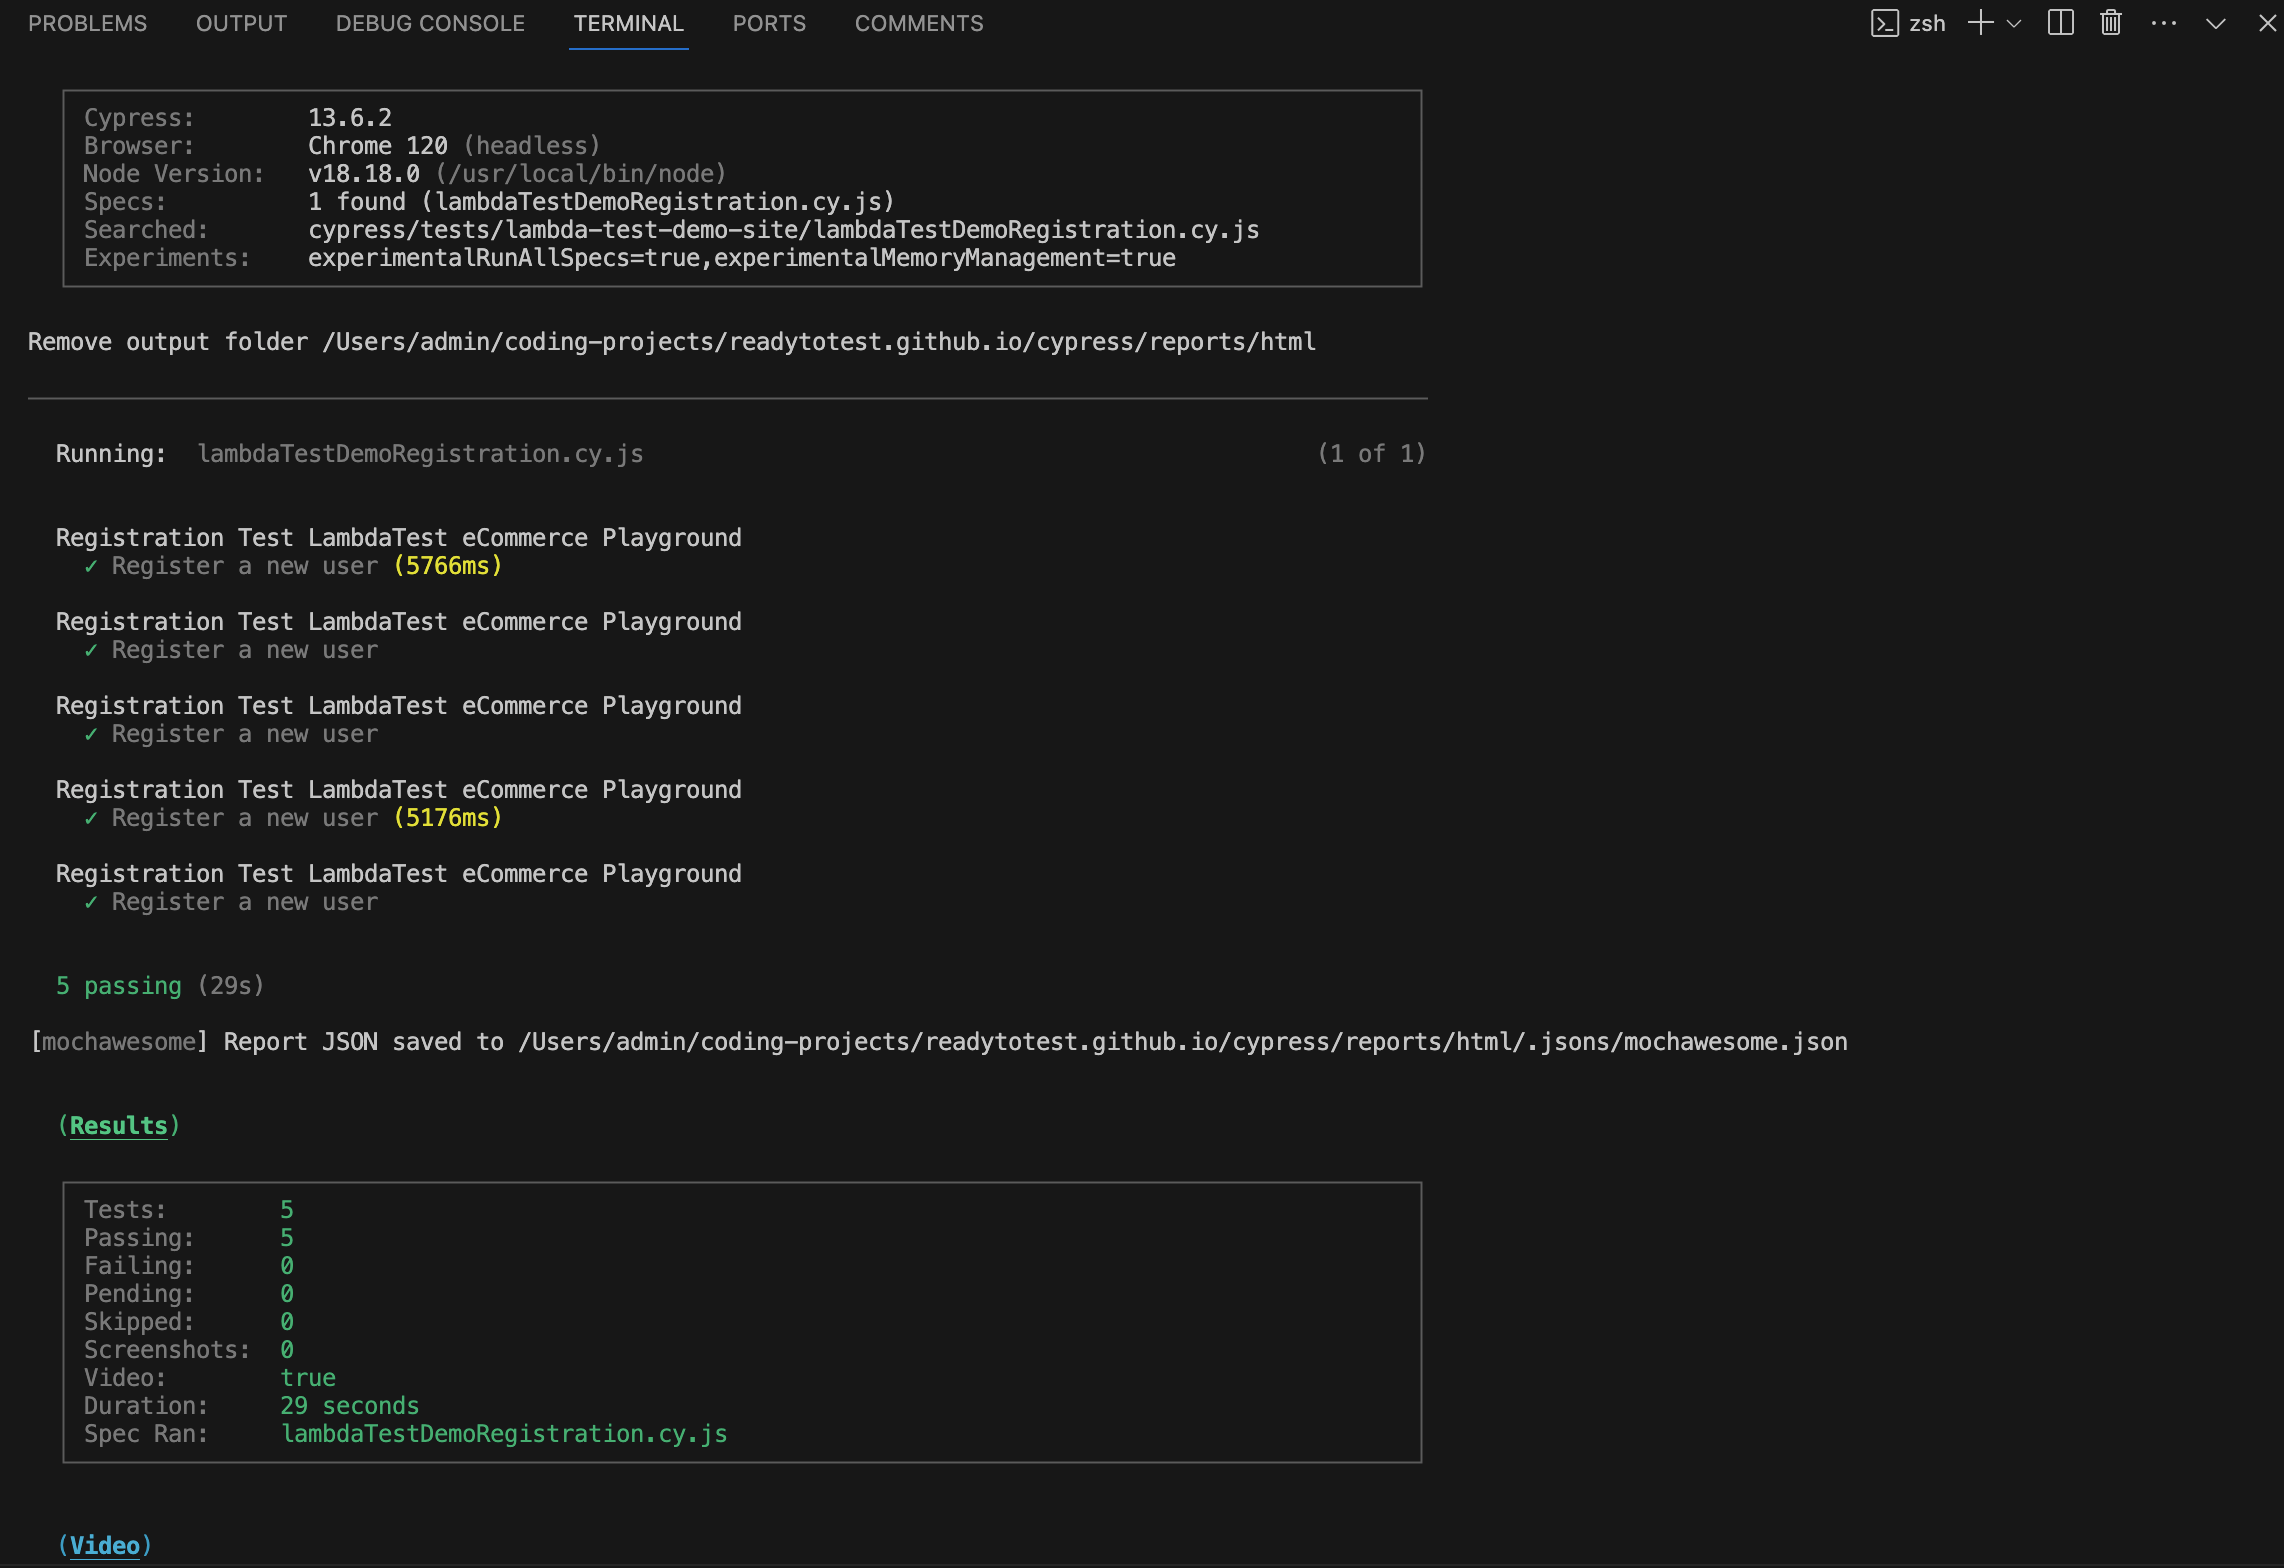 PROBLEMS OUTPUT DEBUG CONSOLE TERMINAL PORTS COMMENTS zsh
Cypress: 13.6.2
Browser: Chrome 120 (headless)
Node Version: v18.18.0 (/usr/local/bin/node)
Specs: 1 found (lambdaTestDemoRegistration.cy.js)
Searched: cypress/tests/lambda-test-demo-site/lambdaTestDemoRegistration.cy.js
Experiments: experimentalRunAllSpecs=true,experimentalMemoryManagement=true
Remove output folder /Users/admin/coding-projects/readytotest.github.io/cypress/reports/html
Running: lambdaTestDemoRegistration.cy.js (1 of 1)
Registration Test LambdaTest eCommerce Playground
✓ Register a new user (5766ms)
Registration Test LambdaTest eCommerce Playground
✓ Register a new user
Registration Test LambdaTest eCommerce Playground
✓ Register a new user
Registration Test LambdaTest eCommerce Playground
✓ Register a new user (5176ms)
Registration Test LambdaTest eCommerce Playground
✓ Register a new user
5 passing (29s)
[mochawesome] Report JSON saved to /Users/admin/coding-projects/readytotest.github.io/cypress/reports/html/.jsons/mochawesome.json
(Results)
Tests: 5
Passing: 5
Failing: 0
Pending: 0
Skipped: 0
Screenshots: 0
Video: true
Duration: 29 seconds
Spec Ran: lambdaTestDemoRegistration.cy.js
(Video)